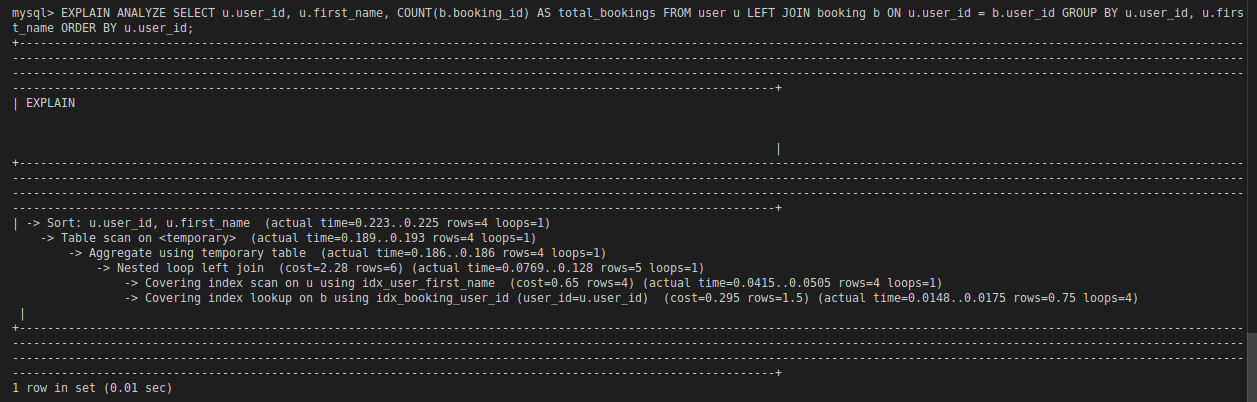 mysql> EXPLAIN ANALYZE SELECT u.user_id, u.first_name, COUNT(b.booking_id) AS total_bookings FROM user u LEFT JOIN booking b ON u.user_id = b.user_id GROUP BY u.user_id, u.firs
t_name ORDER BY u.user_id;
+-------------------------------------------------------------------------------------------------------------------------------------------------------------------------------
--------------------------------------------------------------------------------------------------------------------------------------------------------------------------------
--------------------------------------------------------------------------------------------------------------------------------------------------------------------------------
-------------------------------------------------------------------------------------------------------------+
| EXPLAIN
|
+-------------------------------------------------------------------------------------------------------------------------------------------------------------------------------
--------------------------------------------------------------------------------------------------------------------------------------------------------------------------------
--------------------------------------------------------------------------------------------------------------------------------------------------------------------------------
-------------------------------------------------------------------------------------------------------------+
| -> Sort: u.user_id, u.first_name  (actual time=0.223..0.225 rows=4 loops=1)
    -> Table scan on <temporary>  (actual time=0.189..0.193 rows=4 loops=1)
        -> Aggregate using temporary table  (actual time=0.186..0.186 rows=4 loops=1)
            -> Nested loop left join  (cost=2.28 rows=6) (actual time=0.0769..0.128 rows=5 loops=1)
                -> Covering index scan on u using idx_user_first_name  (cost=0.65 rows=4) (actual time=0.0415..0.0505 rows=4 loops=1)
                -> Covering index lookup on b using idx_booking_user_id (user_id=u.user_id)  (cost=0.295 rows=1.5) (actual time=0.0148..0.0175 rows=0.75 loops=4)
 |
+-------------------------------------------------------------------------------------------------------------------------------------------------------------------------------
--------------------------------------------------------------------------------------------------------------------------------------------------------------------------------
--------------------------------------------------------------------------------------------------------------------------------------------------------------------------------
-------------------------------------------------------------------------------------------------------------+
1 row in set (0.01 sec)